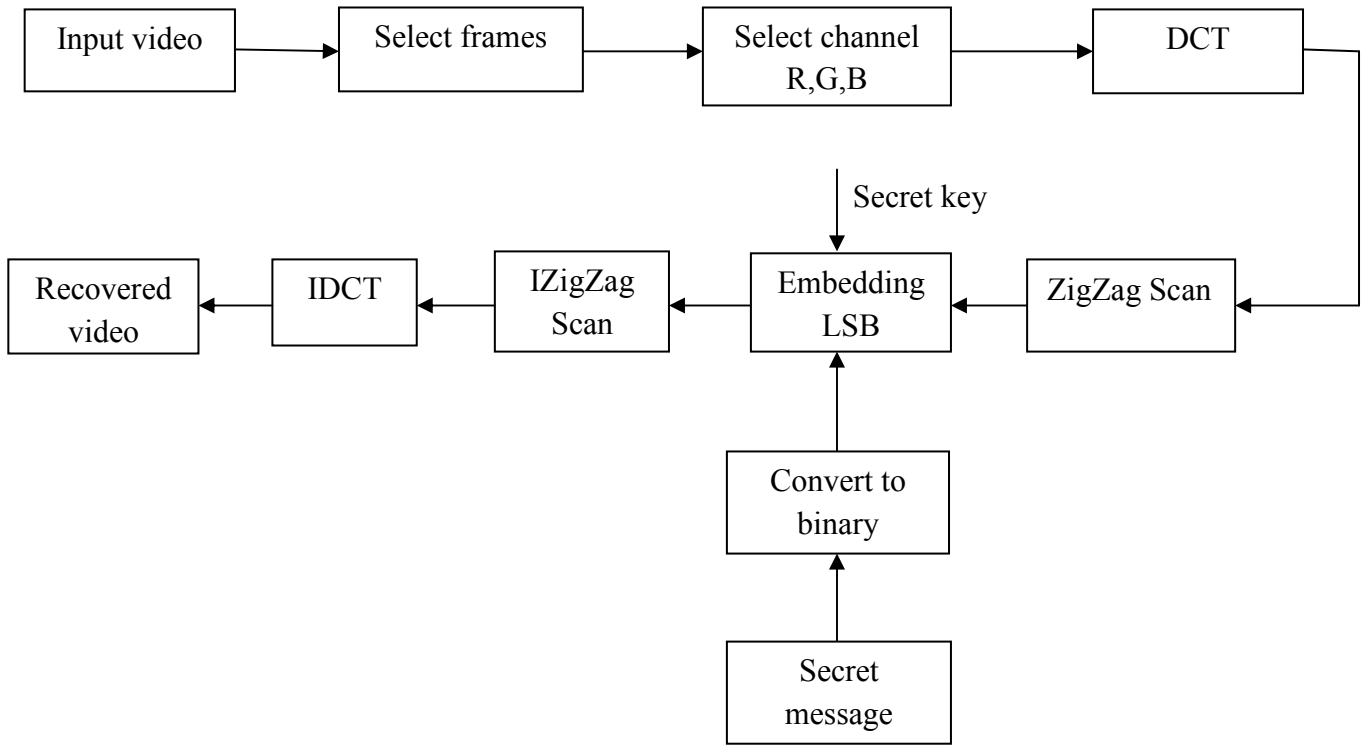 Input video
Select frames
Select channel
R,G,B
DCT
Secret key
Recovered
video
IDCT
IZigZag
Scan
Embedding
LSB
ZigZag Scan
Convert to
binary
Secret
message